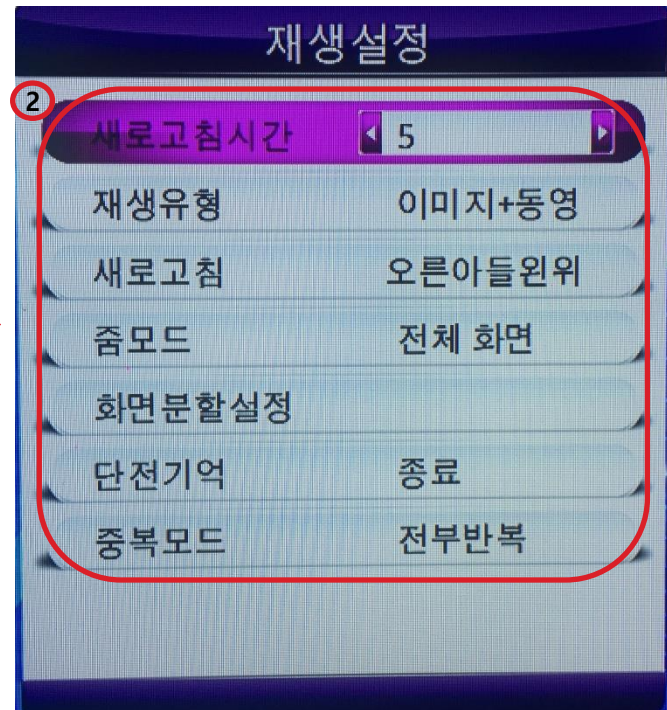 재생설정
2
새로고침시간 5
재생유형 이미지+동영
새로고침 오른아들왼위
줌모드 전체 화면
화면분할설정
단전기억 종료
중복모드 전부반복